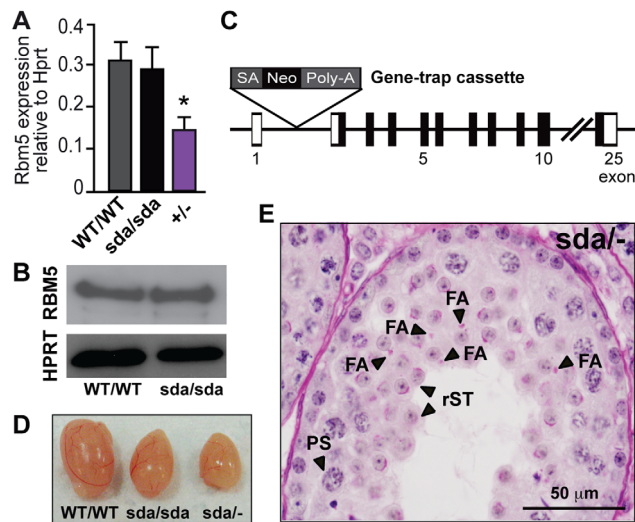 A
Rbm5 expression
relative to Hprt
0.4
0.3
0.2
0.1
0
*
WT/WT
sda/sda
+/-
B
RBM5
HPRT
WT/WT sda/sda
C
SA Neo Poly-A
Gene-trap cassette
1 5 10 25
exon
D
WT/WT sda/sda sda/-
E
sda/-
FA
FA
FA
FA
FA
rST
PS
50 µm